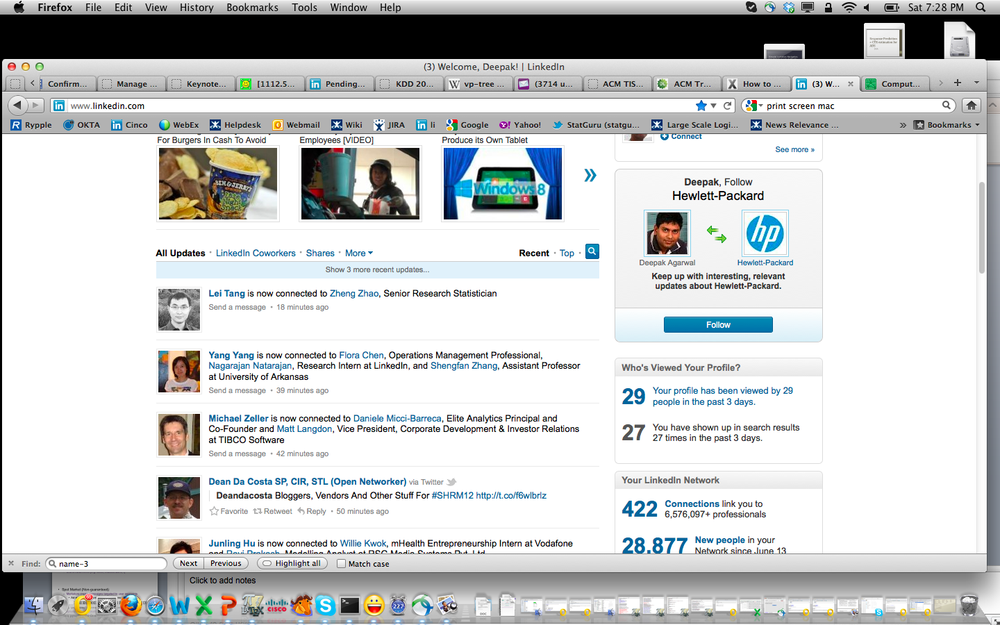 Firefox File Edit View History Bookmarks Tools Window Help Sat 7:28 PM
Response Prediction
(3) Welcome, Deepak! | LinkedIn
Confirm... Manage ... Keynote... [1112.5... Pending... KDD 20... vp-tree ... (3714 u... ACM TIS... ACM Tr... How to ... (3) W... Comput...
www.linkedin.com print screen mac
Rypple OKTA Cinco WebEx Helpdesk Webmail Wiki JIRA li Google Yahoo! StatGuru (statgu... Large Scale Logi... News Relevance ... » Bookmarks
For Burgers In Cash To Avoid
Employees [VIDEO]
Produce its Own Tablet
BEN & JERRY'S
Late Night Snack
Windows 8
»
All Updates · LinkedIn Coworkers · Shares · More
Recent · Top ·
Show 3 more recent updates...
Lei Tang is now connected to Zheng Zhao, Senior Research Statistician
Send a message • 18 minutes ago
Yang Yang is now connected to Flora Chen, Operations Management Professional,
Nagarajan Natarajan, Research Intern at LinkedIn, and Shengfan Zhang, Assistant Professor
at University of Arkansas
Send a message • 39 minutes ago
Michael Zeller is now connected to Daniele Micci-Barreca, Elite Analytics Principal and
Co-Founder and Matt Langdon, Vice President, Corporate Development & Investor Relations
at TIBCO Software
Send a message • 42 minutes ago
Dean Da Costa SP, CIR, STL (Open Networker) via Twitter
Deandacosta Bloggers, Vendors And Other Stuff For #SHRM12 http://t.co/f6wlbrlz
Favorite Retweet Reply • 50 minutes ago
Junling Hu is now connected to Willie Kwok, mHealth Entrepreneurship Intern at Vodafone
and Ravi Prakash, Modelling Analyst at RSG Media Systems Pvt. Ltd
Connect
See more »
Deepak, Follow
Hewlett-Packard
hp
Deepak Agarwal
Hewlett-Packard
Keep up with interesting, relevant
updates about Hewlett-Packard.
Follow
Who's Viewed Your Profile?
29 Your profile has been viewed by 29
people in the past 3 days.
27 You have shown up in search results
27 times in the past 3 days.
Your LinkedIn Network
422 Connections link you to
6,576,097+ professionals
28,877 New people in your
Network since June 13
Find: name-3 Next Previous Highlight all Match case
Spot Market (Non-guaranteed)
Click to add notes
CISCO
227